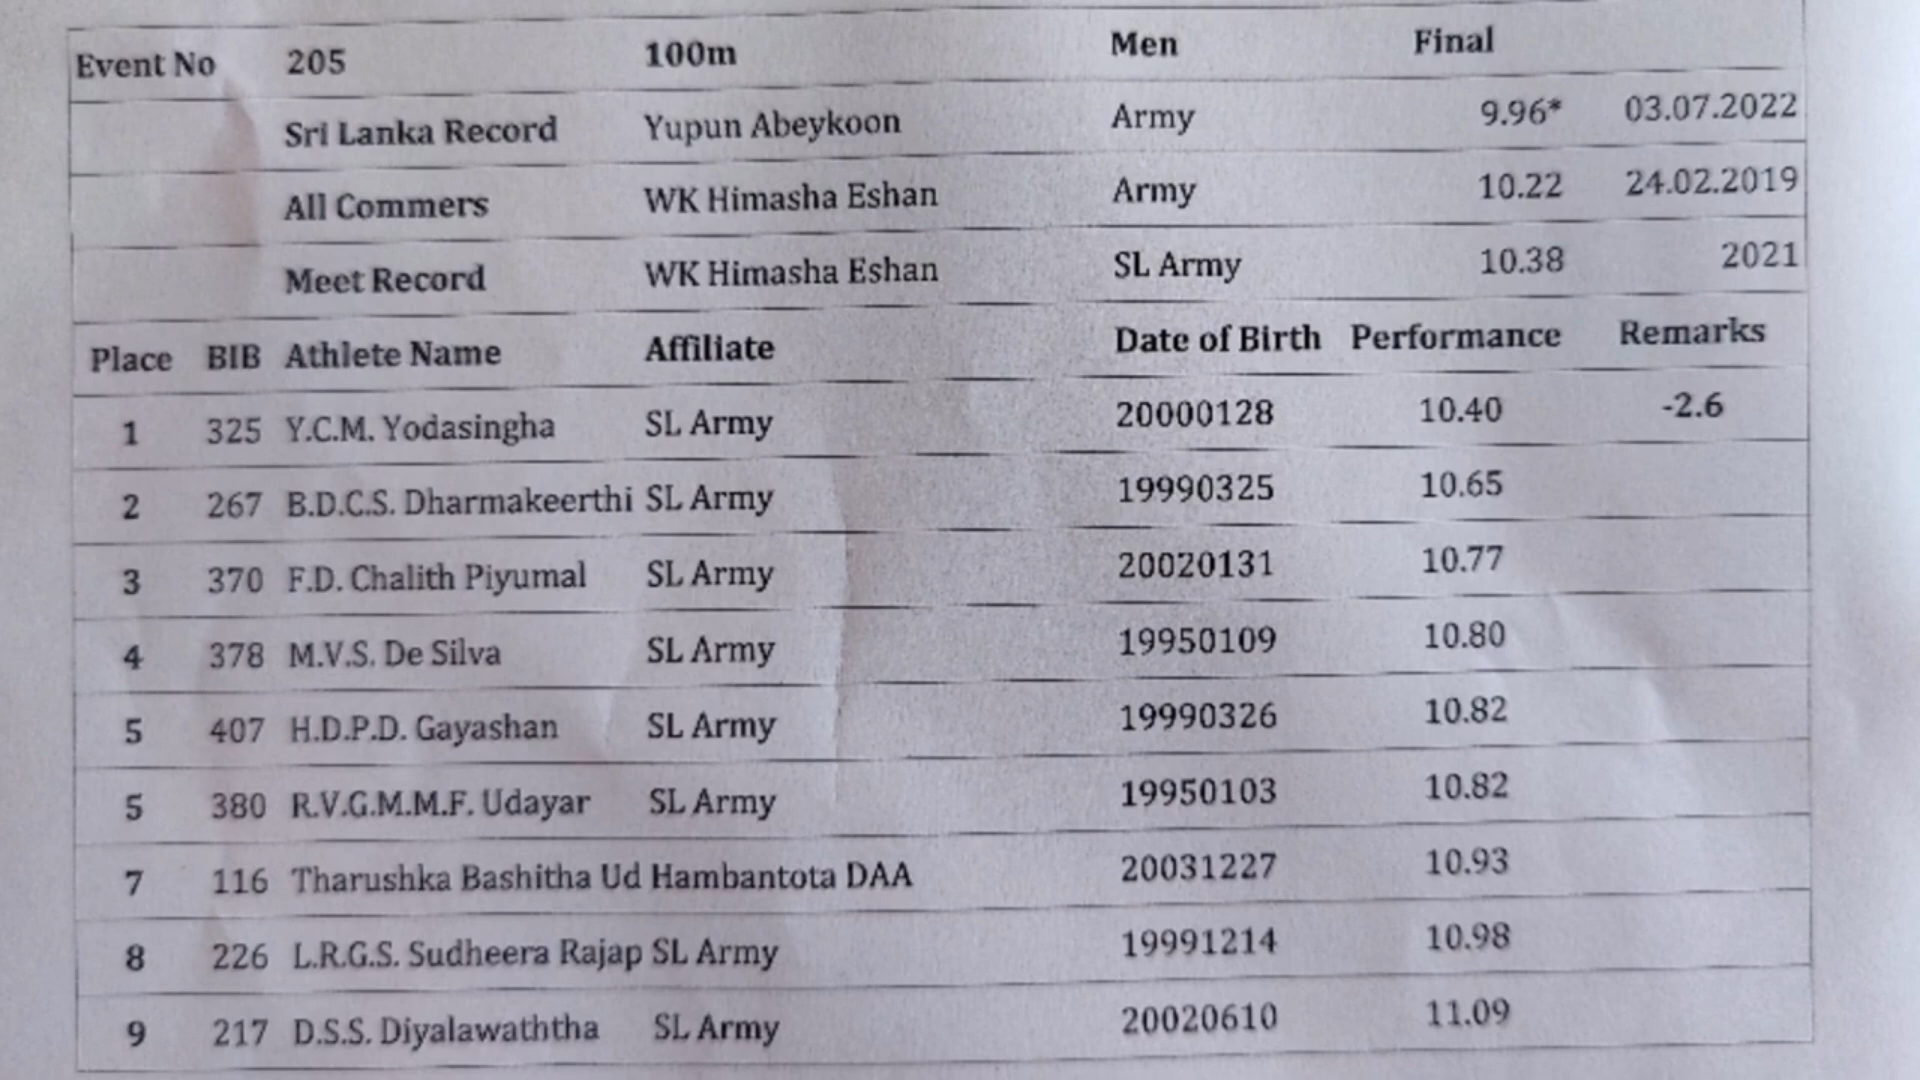 Event No 205 100m Men Final
Sri Lanka Record Yupun Abeykoon Army 9.96* 03.07.2022
All Commers WK Himasha Eshan Army 10.22 24.02.2019
Meet Record WK Himasha Eshan SL Army 10.38 2021
Place BIB Athlete Name Affiliate Date of Birth Performance Remarks
1 325 Y.C.M. Yodasingha SL Army 20000128 10.40 -2.6
2 267 B.D.C.S. Dharmakeerthi SL Army 19990325 10.65
3 370 F.D. Chalith Piyumal SL Army 20020131 10.77
4 378 M.V.S. De Silva SL Army 19950109 10.80
5 407 H.D.P.D. Gayashan SL Army 19990326 10.82
5 380 R.V.G.M.M.F. Udayar SL Army 19950103 10.82
7 116 Tharushka Bashitha Ud Hambantota DAA 20031227 10.93
8 226 L.R.G.S. Sudheera Rajap SL Army 19991214 10.98
9 217 D.S.S. Diyalawaththa SL Army 20020610 11.09